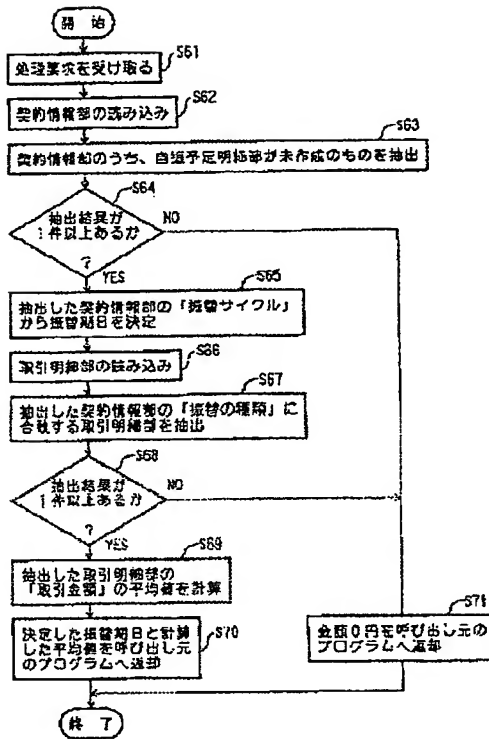 開 始
S61
処理要求を受け取る
S62
契約情報部の読み込み
S63
契約情報部のうち、自振予定明細部が未作成のものを抽出
S64
抽出結果が
1件以上あるか
?
NO
YES
S65
抽出した契約情報部の「振替サイクル」
から振替期日を決定
S66
取引明細部の読み込み
S67
抽出した契約情報部の「振替の種類」に
合致する取引明細部を抽出
S68
抽出結果が
1件以上あるか
?
NO
YES
S69
抽出した取引明細部の
「取引金額」の平均値を計算
S70
決定した振替期日と計算
した平均値を呼び出し元
のプログラムへ返却
S71
金額0円を呼び出し元の
プログラムへ返却
終 了